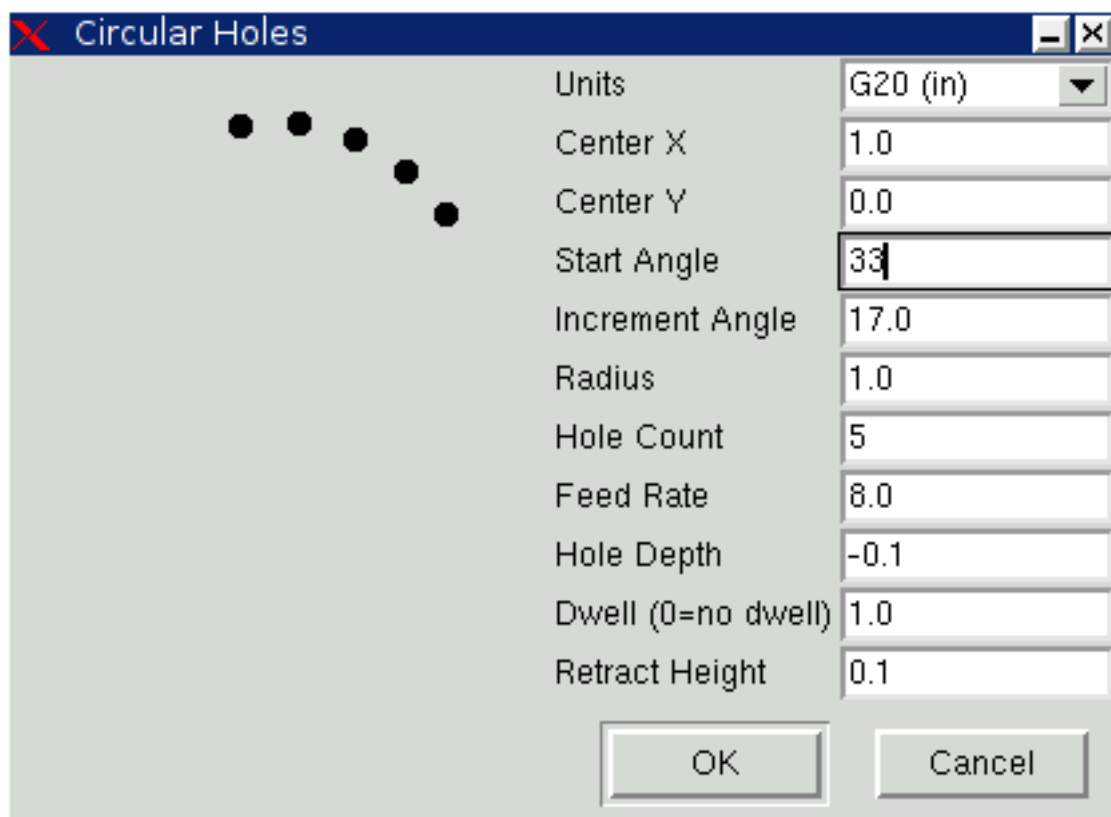 Circular Holes
Units G20 (in)
Center X 1.0
Center Y 0.0
Start Angle 33
Increment Angle 17.0
Radius 1.0
Hole Count 5
Feed Rate 8.0
Hole Depth -0.1
Dwell (0=no dwell) 1.0
Retract Height 0.1
OK Cancel